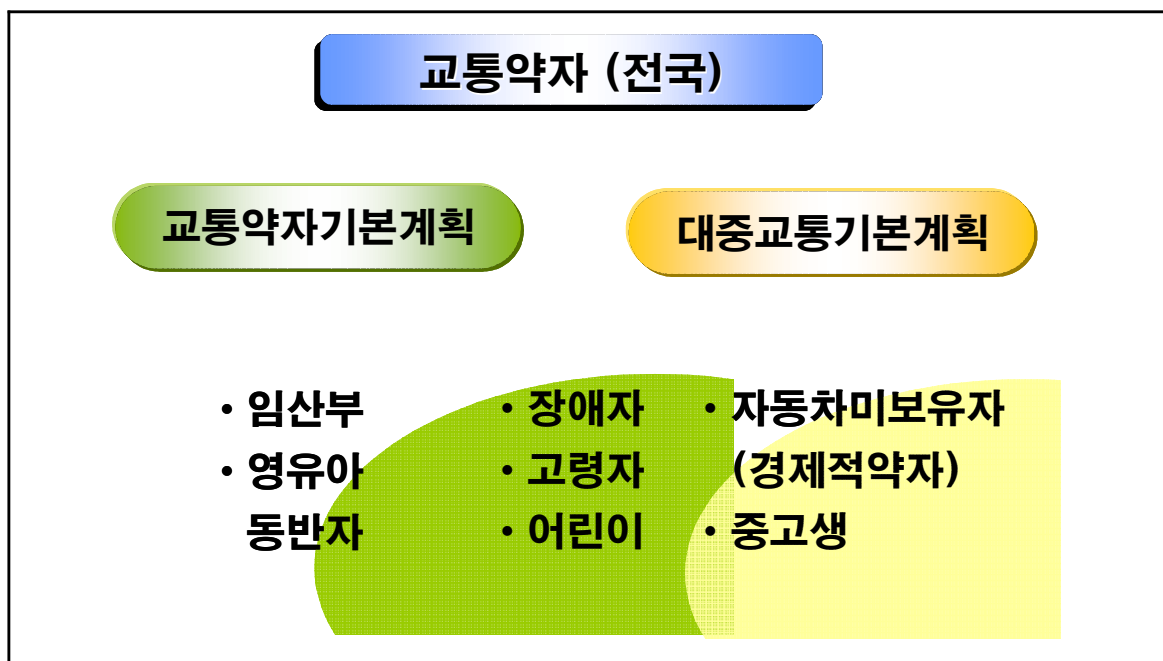 교통약자 (전국)
교통약자기본계획
대중교통기본계획
• 임산부
• 영유아
동반자
• 장애자
• 고령자
• 어린이
• 자동차미보유자
(경제적약자)
• 중고생